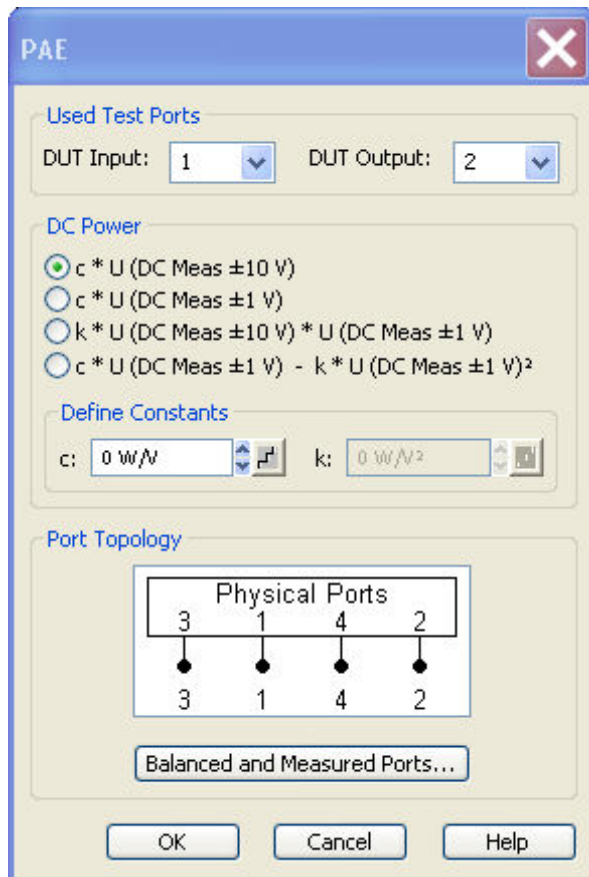 PAE
Used Test Ports
DUT Input: 1 DUT Output: 2
DC Power
c * U (DC Meas ±10 V)
c * U (DC Meas ±1 V)
k * U (DC Meas ±10 V) * U (DC Meas ±1 V)
c * U (DC Meas ±1 V) - k * U (DC Meas ±1 V)²
Define Constants
c: 0 W/V k: 0 W/V²
Port Topology
Physical Ports
3 1 4 2
3 1 4 2
Balanced and Measured Ports...
OK Cancel Help